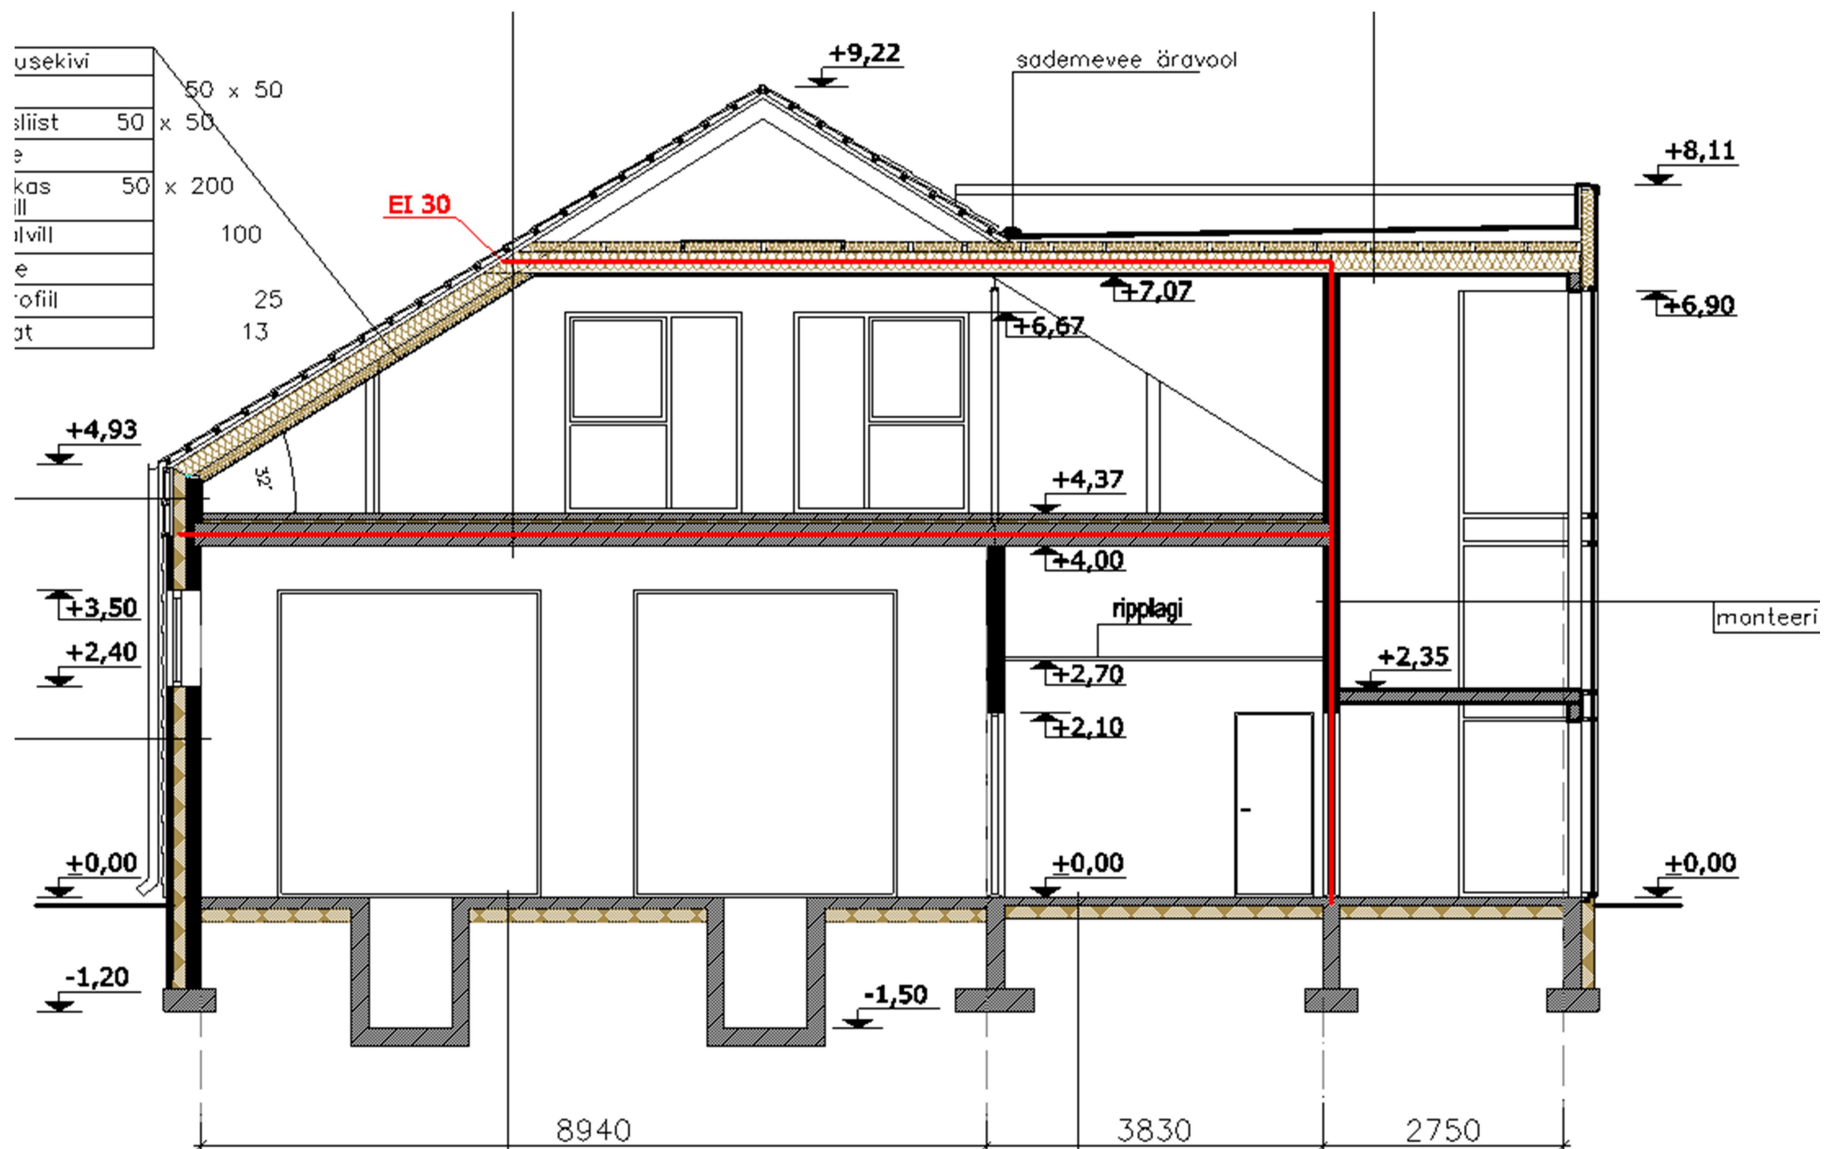 +9,22
sademevee äravool
usekivi
50 x 50
sliist 50 x 50
e
+8,11
kas 50 x 200
ill
EI 30
alvill 100
e
+7,07
rofiil 25
+6,90
+6,67
at 13
+4,93
32°
+4,37
+4,00
+3,50
ripplagi
monteeri
+2,40
+2,35
+2,70
+2,10
±0,00
±0,00
±0,00
-1,20
-1,50
8940
3830
2750